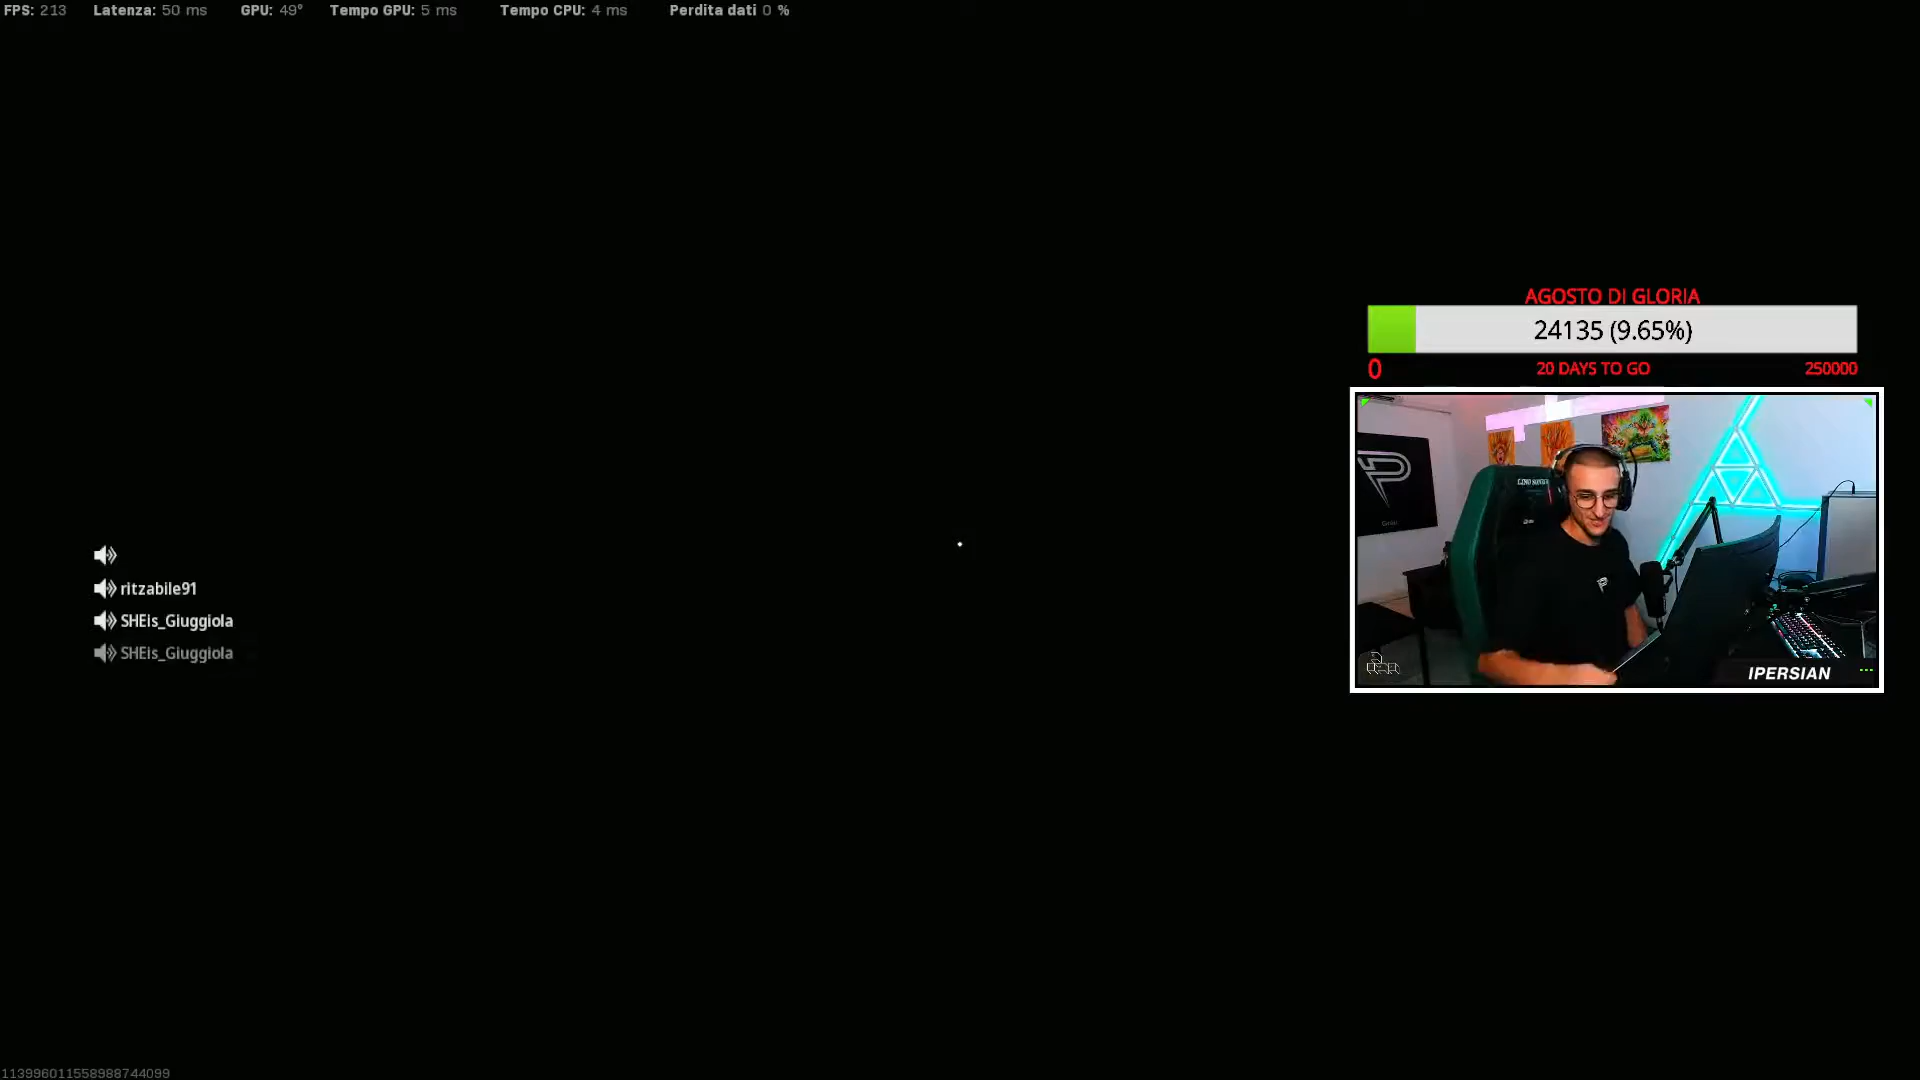 FPS: 213 Latenza: 50 ms GPU: 49° Tempo GPU: 5 ms Tempo CPU: 4 ms Perdita dati 0 %
AGOSTO DI GLORIA
24135 (9.65%)
0 20 DAYS TO GO 250000
ritzabile91
SHEis_Giuggiola
SHEis_Giuggiola
IPERSIAN
113996011558988744099